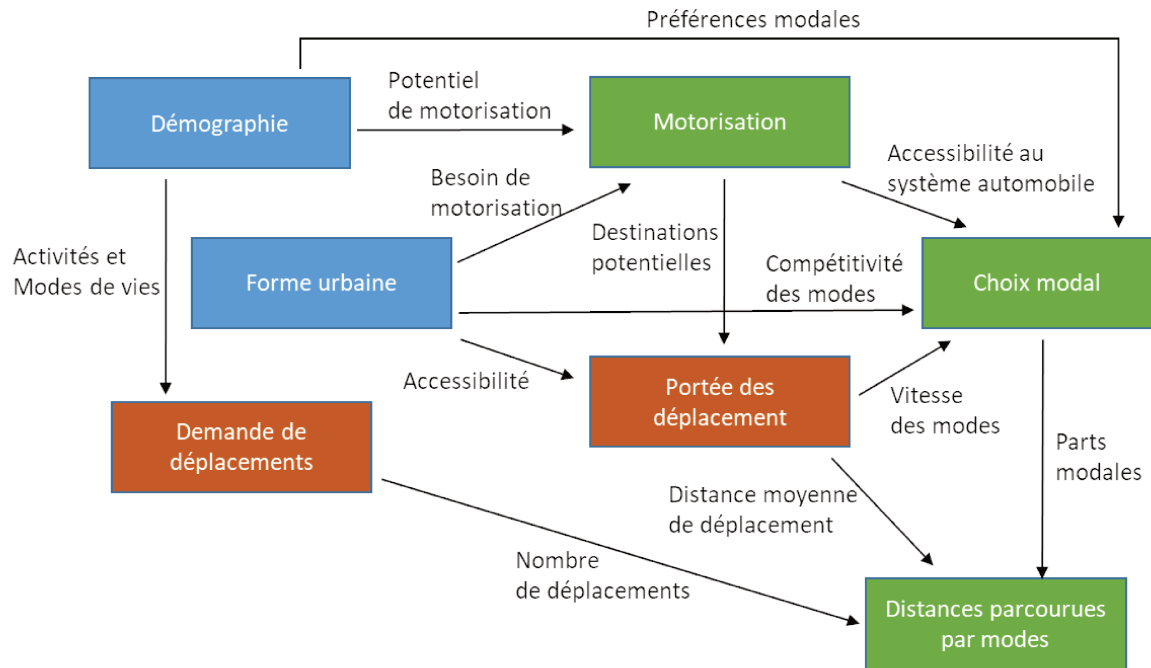 Préférences modales
Démographie
Potentiel
de motorisation
Motorisation
Accessibilité au
système automobile
Besoin de
motorisation
Activités et
Modes de vies
Forme urbaine
Destinations
potentielles
Compétitivité
des modes
Choix modal
Accessibilité
Portée des
déplacement
Vitesse
des modes
Demande de
déplacements
Parts
modales
Distance moyenne
de déplacement
Nombre
de déplacements
Distances parcourues
par modes